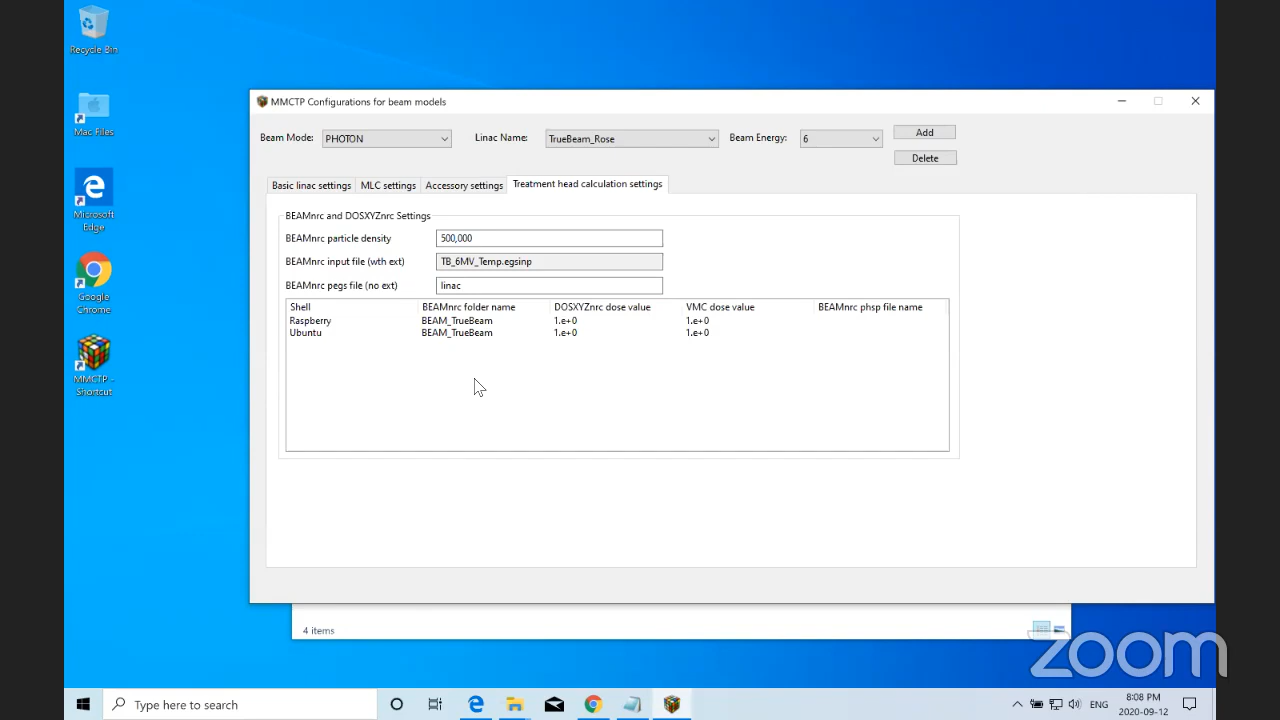 Recycle Bin
Mac Files
Microsoft
Edge
Google
Chrome
MMCTP -
Shortcut
MMCTP Configurations for beam models
Beam Mode: PHOTON Linac Name: TrueBeam_Rose Beam Energy: 6 Add
Delete
Basic linac settings MLC settings Accessory settings Treatment head calculation settings
BEAMnrc and DOSXYZnrc Settings
BEAMnrc particle density 500,000
BEAMnrc input file (wth ext) TB_6MV_Temp.egsinp
BEAMnrc pegs file (no ext) linac
Shell BEAMnrc folder name DOSXYZnrc dose value VMC dose value BEAMnrc phsp file name
Raspberry BEAM_TrueBeam 1.e+0 1.e+0
Ubuntu BEAM_TrueBeam 1.e+0 1.e+0
4 items
zoom
Type here to search
ENG
8:08 PM
2020-09-12